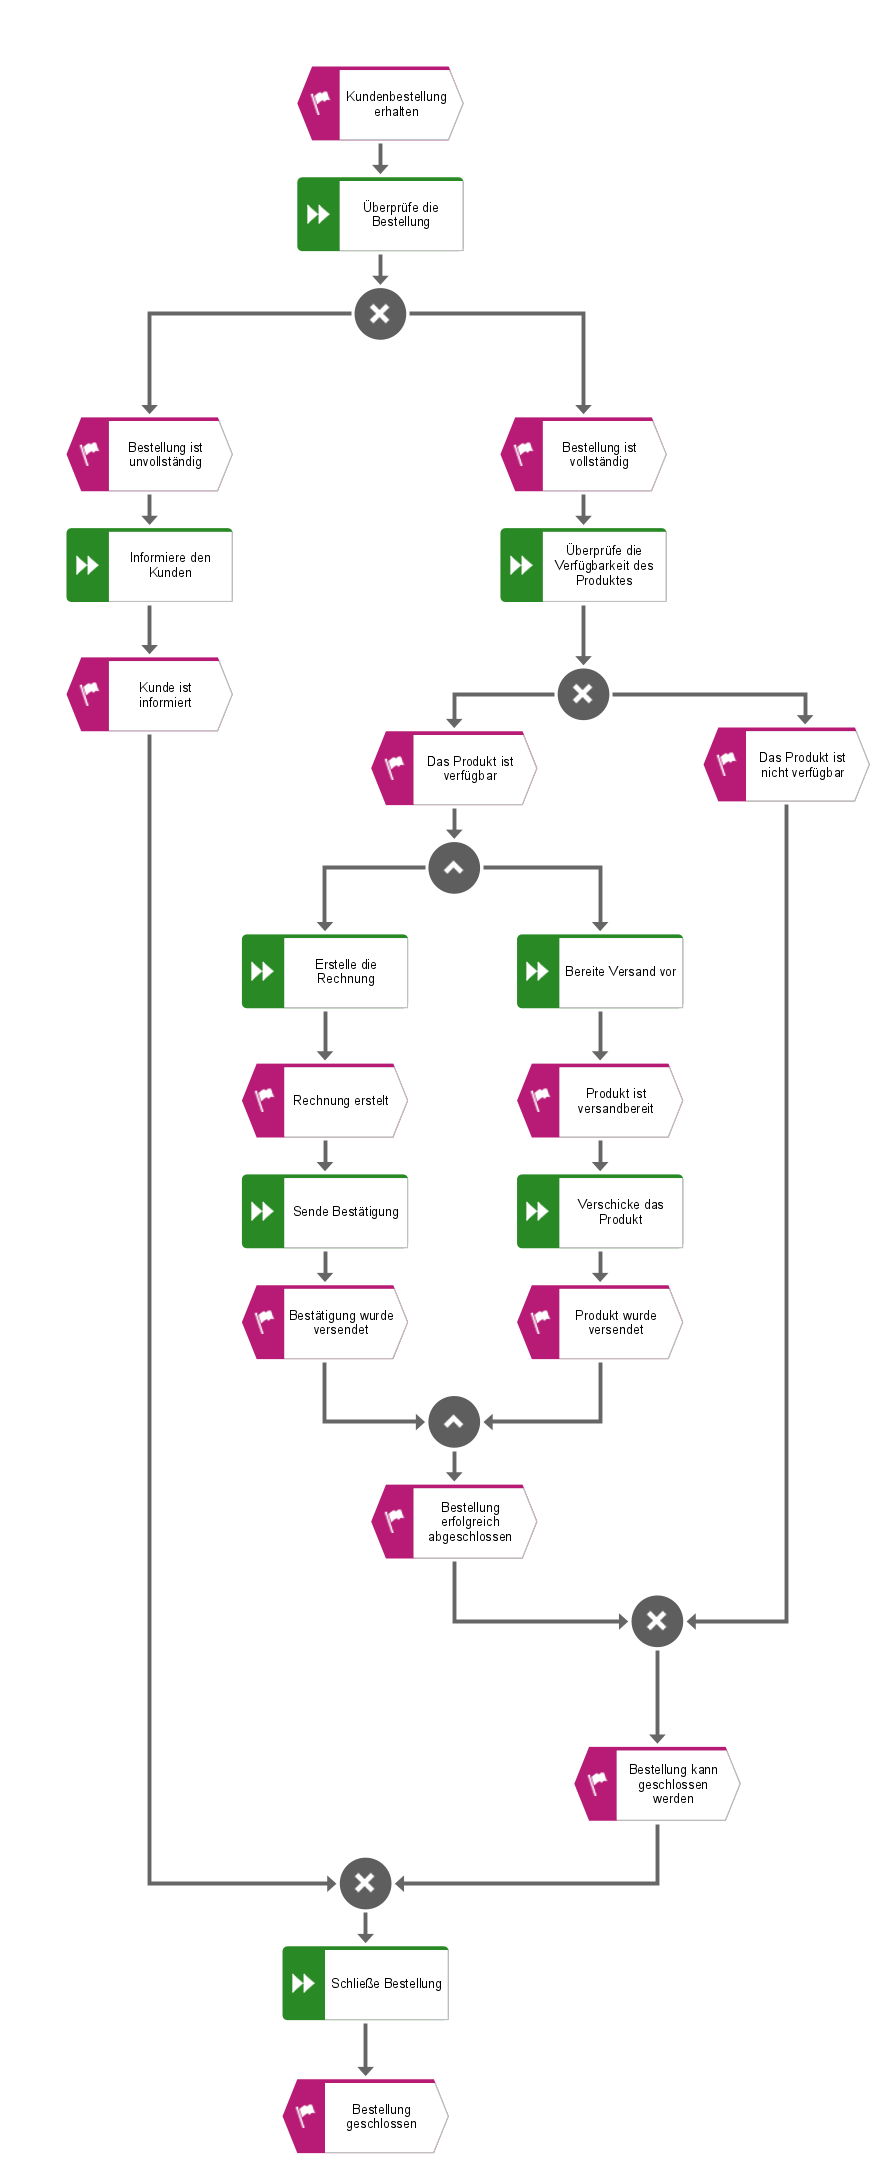 Kundenbestellung
erhalten
Überprüfe die
Bestellung
Bestellung ist
unvollständig
Bestellung ist
vollständig
Informiere den
Kunden
Überprüfe die
Verfügbarkeit des
Produktes
Kunde ist
informiert
Das Produkt ist
verfügbar
Das Produkt ist
nicht verfügbar
Erstelle die
Rechnung
Bereite Versand vor
Rechnung erstelt
Produkt ist
versandbereit
Sende Bestätigung
Verschicke das
Produkt
Bestätigung wurde
versendet
Produkt wurde
versendet
Bestellung
erfolgreich
abgeschlossen
Bestellung kann
geschlossen
werden
Schließe Bestellung
Bestellung
geschlossen